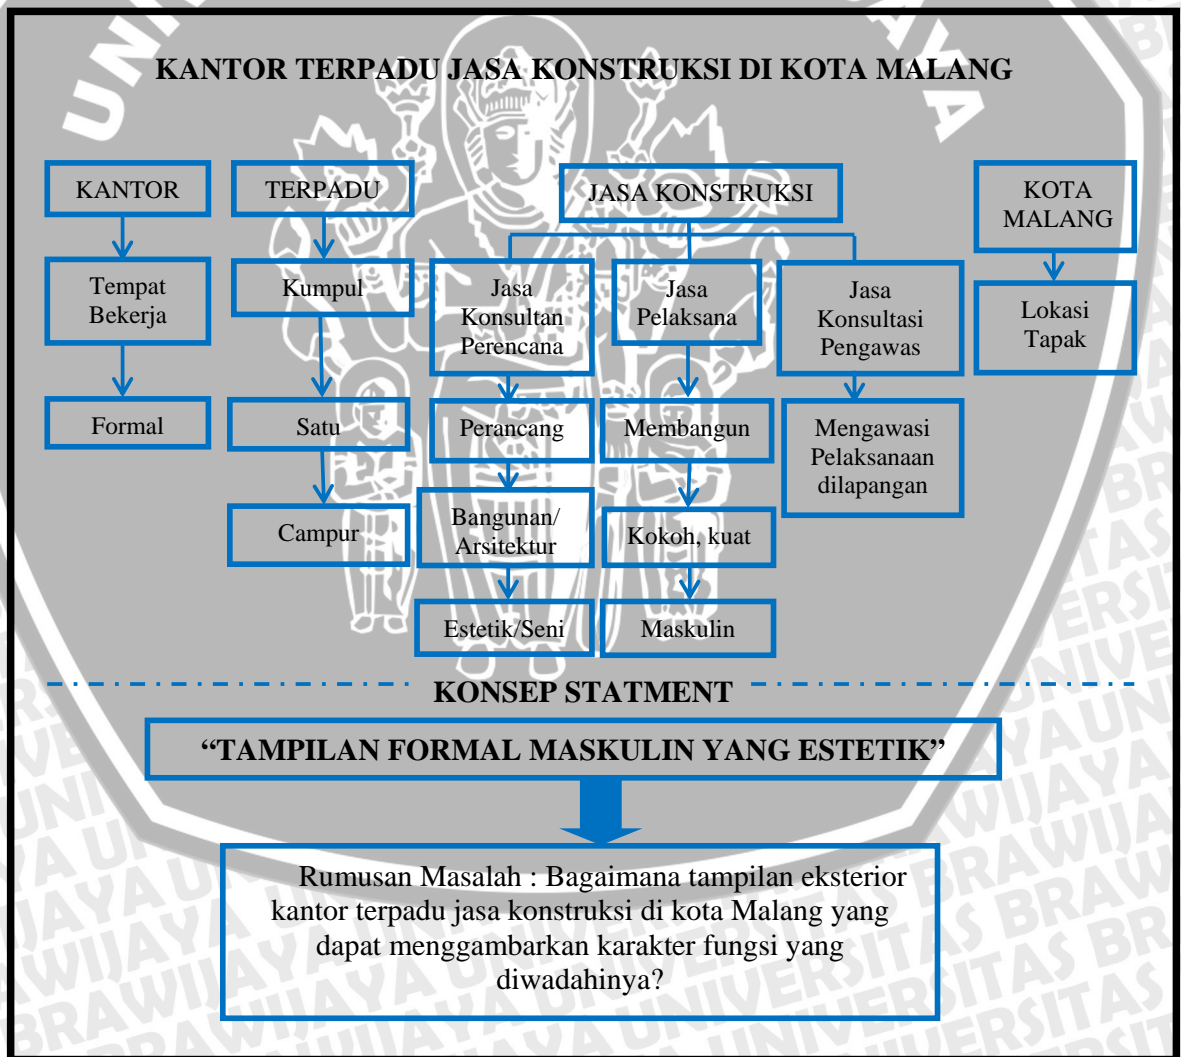 KANTOR TERPADU JASA KONSTRUKSI DI KOTA MALANG
KANTOR
TERPADU
JASA KONSTRUKSI
KOTA
MALANG
Tempat
Bekerja
Kumpul
Jasa
Konsultan
Perencana
Jasa
Pelaksana
Jasa
Konsultasi
Pengawas
Lokasi
Tapak
Formal
Satu
Perancang
Membangun
Mengawasi
Pelaksanaan
dilapangan
Campur
Bangunan/
Arsitektur
Kokoh, kuat
Estetik/Seni
Maskulin
KONSEP STATMENT
“TAMPILAN FORMAL MASKULIN YANG ESTETIK”
Rumusan Masalah : Bagaimana tampilan eksterior
kantor terpadu jasa konstruksi di kota Malang yang
dapat menggambarkan karakter fungsi yang
diwadahinya?